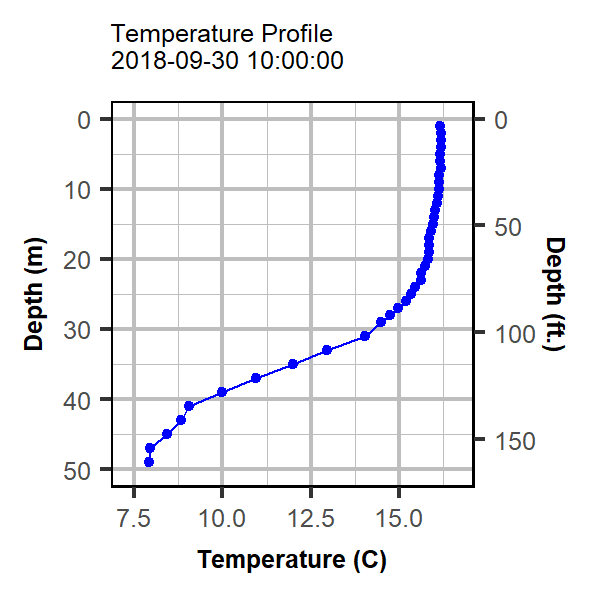 Temperature Profile
2018-09-30 10:00:00
0
10
20
30
40
50
Depth (m)
0
50
100
150
Depth (ft.)
7.5 10.0 12.5 15.0
Temperature (C)